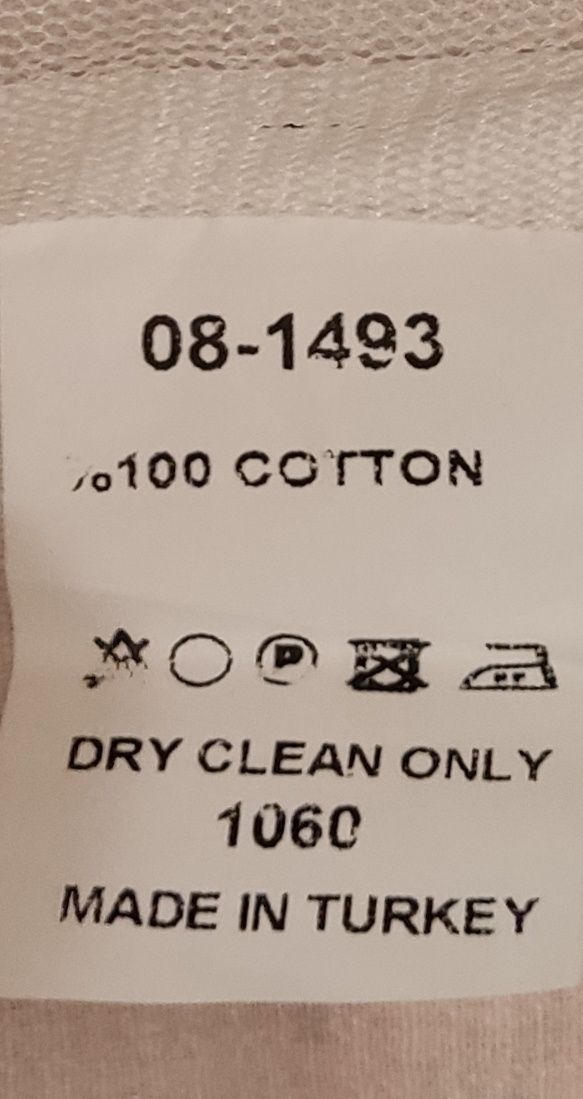 08-1493
%100 COTTON
P
DRY CLEAN ONLY
1060
MADE IN TURKEY